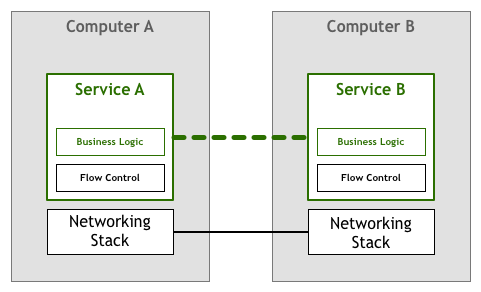 Computer A
Service A
Business Logic
Flow Control
Networking
Stack
Computer B
Service B
Business Logic
Flow Control
Networking
Stack